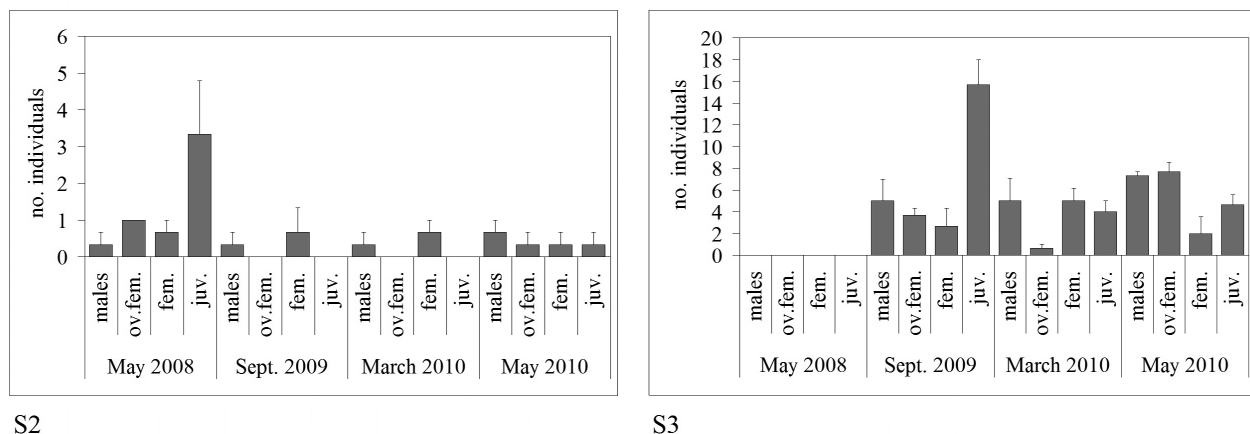 no. individuals
6
5
4
3
2
1
0
males
ov.fem.
fem.
juv.
males
ov.fem.
fem.
juv.
males
ov.fem.
fem.
juv.
males
ov.fem.
fem.
juv.
May 2008 Sept. 2009 March 2010 May 2010
S2
no. individuals
20
18
16
14
12
10
8
6
4
2
0
males
ov.fem.
fem.
juv.
males
ov.fem.
fem.
juv.
males
ov.fem.
fem.
juv.
males
ov.fem.
fem.
juv.
May 2008 Sept. 2009 March 2010 May 2010
S3